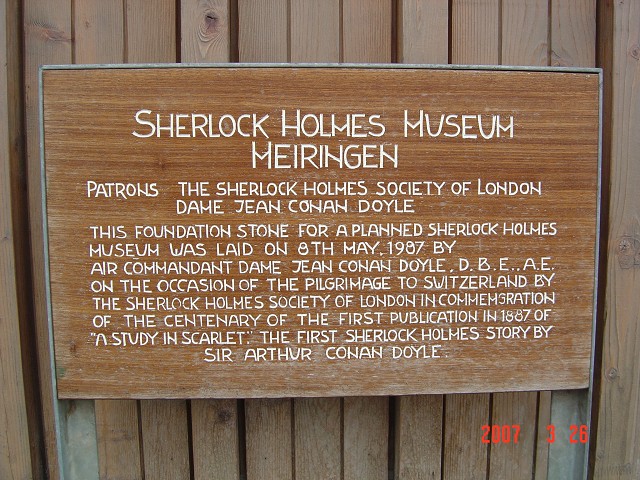 SHERLOCK HOLMES MUSEUM
MEIRINGEN
PATRONS THE SHERLOCK HOLMES SOCIETY OF LONDON
DAME JEAN CONAN DOYLE
THIS FOUNDATION STONE FOR A PLANNED SHERLOCK HOLMES
MUSEUM WAS LAID ON 8TH MAY, 1987 BY
AIR COMMANDANT DAME JEAN CONAN DOYLE, D.B.E., A.E.
ON THE OCCASION OF THE PILGRIMAGE TO SWITZERLAND BY
THE SHERLOCK HOLMES SOCIETY OF LONDON IN COMMEMORATION
OF THE CENTENARY OF THE FIRST PUBLICATION IN 1887 OF
"A STUDY IN SCARLET." THE FIRST SHERLOCK HOLMES STORY BY
SIR ARTHUR CONAN DOYLE.
2007 3 26